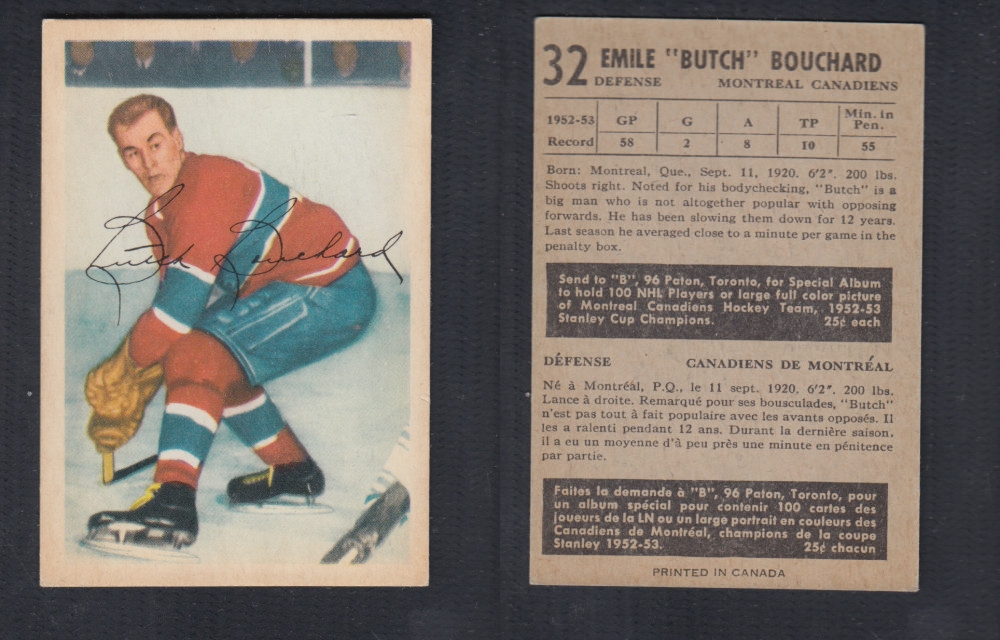 Butch Bouchard
32 EMILE "BUTCH" BOUCHARD
DEFENSE MONTREAL CANADIENS
1952-53 GP G A TP Min. in Pen.
Record 58 2 8 10 55
Born: Montreal, Que., Sept. 11, 1920. 6'2". 200 lbs.
Shoots right. Noted for his bodychecking, "Butch" is a
big man who is not altogether popular with opposing
forwards. He has been slowing them down for 12 years.
Last season he averaged close to a minute per game in the
penalty box.
Send to "B", 96 Paton, Toronto, for Special Album
to hold 100 NHL Players or large full color picture
of Montreal Canadiens Hockey Team, 1952-53
Stanley Cup Champions. 25¢ each
DÉFENSE CANADIENS DE MONTRÉAL
Né à Montréal, P.Q., le 11 sept. 1920. 6'2". 200 lbs.
Lance à droite. Remarqué pour ses bousculades, "Butch"
n'est pas tout à fait populaire avec les avants opposés. Il
les a ralenti pendant 12 ans. Durant la dernière saison,
il a eu un moyenne d'à peu près une minute en pénitence
par partie.
Faites la demande à "B", 96 Paton, Toronto, pour
un album spécial pour contenir 100 cartes des
joueurs de la LN ou un large portrait en couleurs des
Canadiens de Montréal, champions de la coupe
Stanley 1952-53. 25¢ chacun
PRINTED IN CANADA